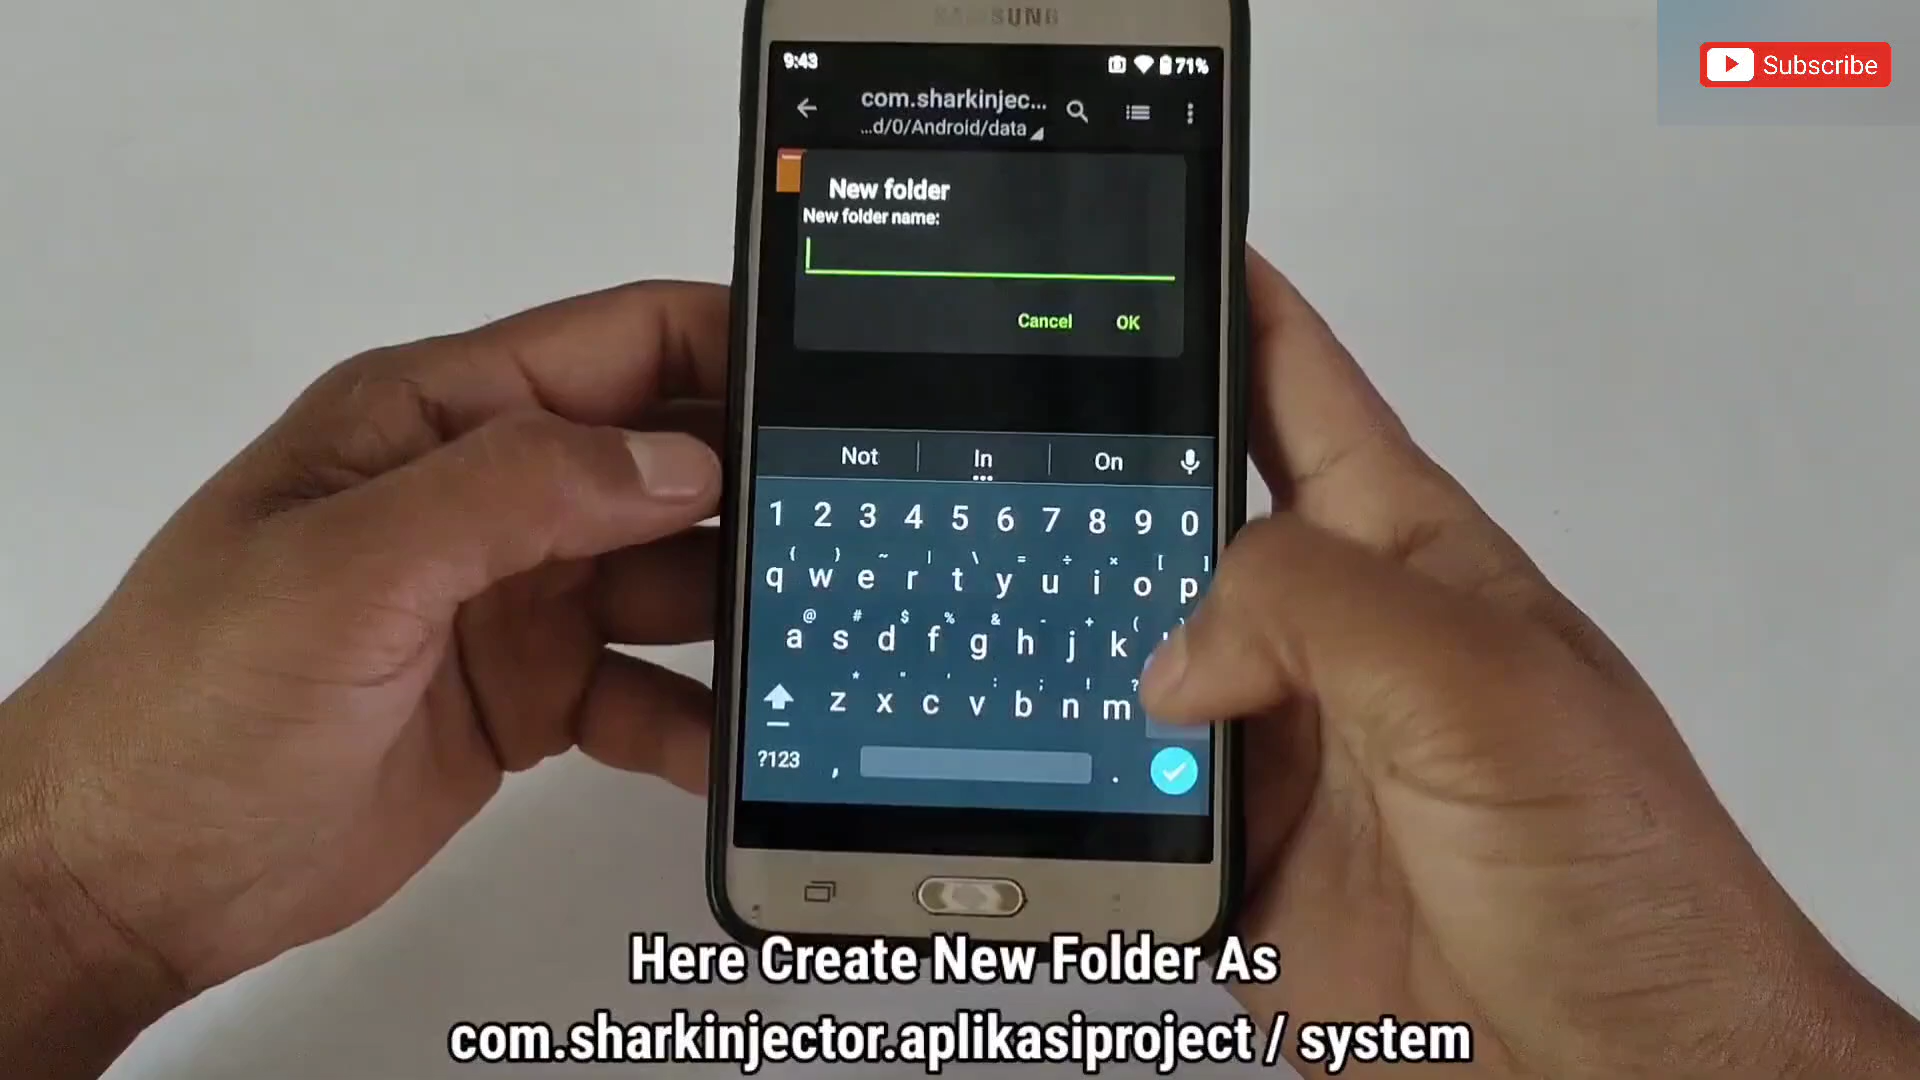 SAMSUNG
Subscribe
9:43
71%
com.sharkinjec...
...d/0/Android/data
New folder
New folder name:
Cancel OK
Not In On
1 2 3 4 5 6 7 8 9 0
{ } ~ | \ = ÷ × [ ]
q w e r t y u i o p
@ # $ % & - + (
a s d f g h j k
* " ' : ; ! ?
z x c v b n m
?123 , .
Here Create New Folder As
com.sharkinjector.aplikasiproject / system